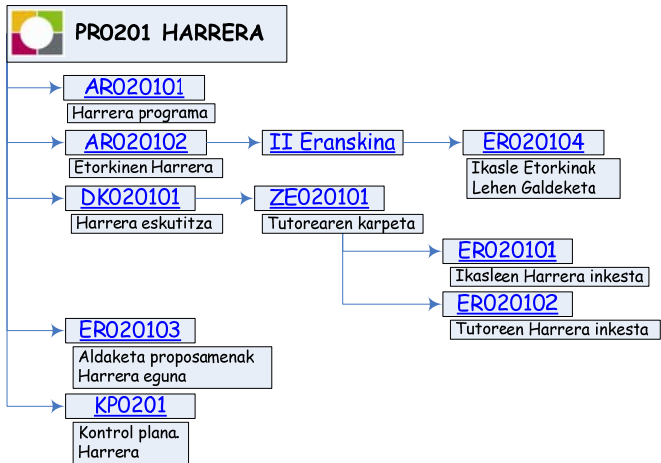 PR0201 HARRERA
AR020101
Harrera programa
AR020102
Etorkinen Harrera
II Eranskina
ER020104
Ikasle Etorkinak
Lehen Galdeketa
DK020101
Harrera eskutitza
ZE020101
Tutorearen karpeta
ER020101
Ikasleen Harrera inkesta
ER020102
Tutoreen Harrera inkesta
ER020103
Aldaketa proposamenak
Harrera eguna
KP0201
Kontrol plana.
Harrera